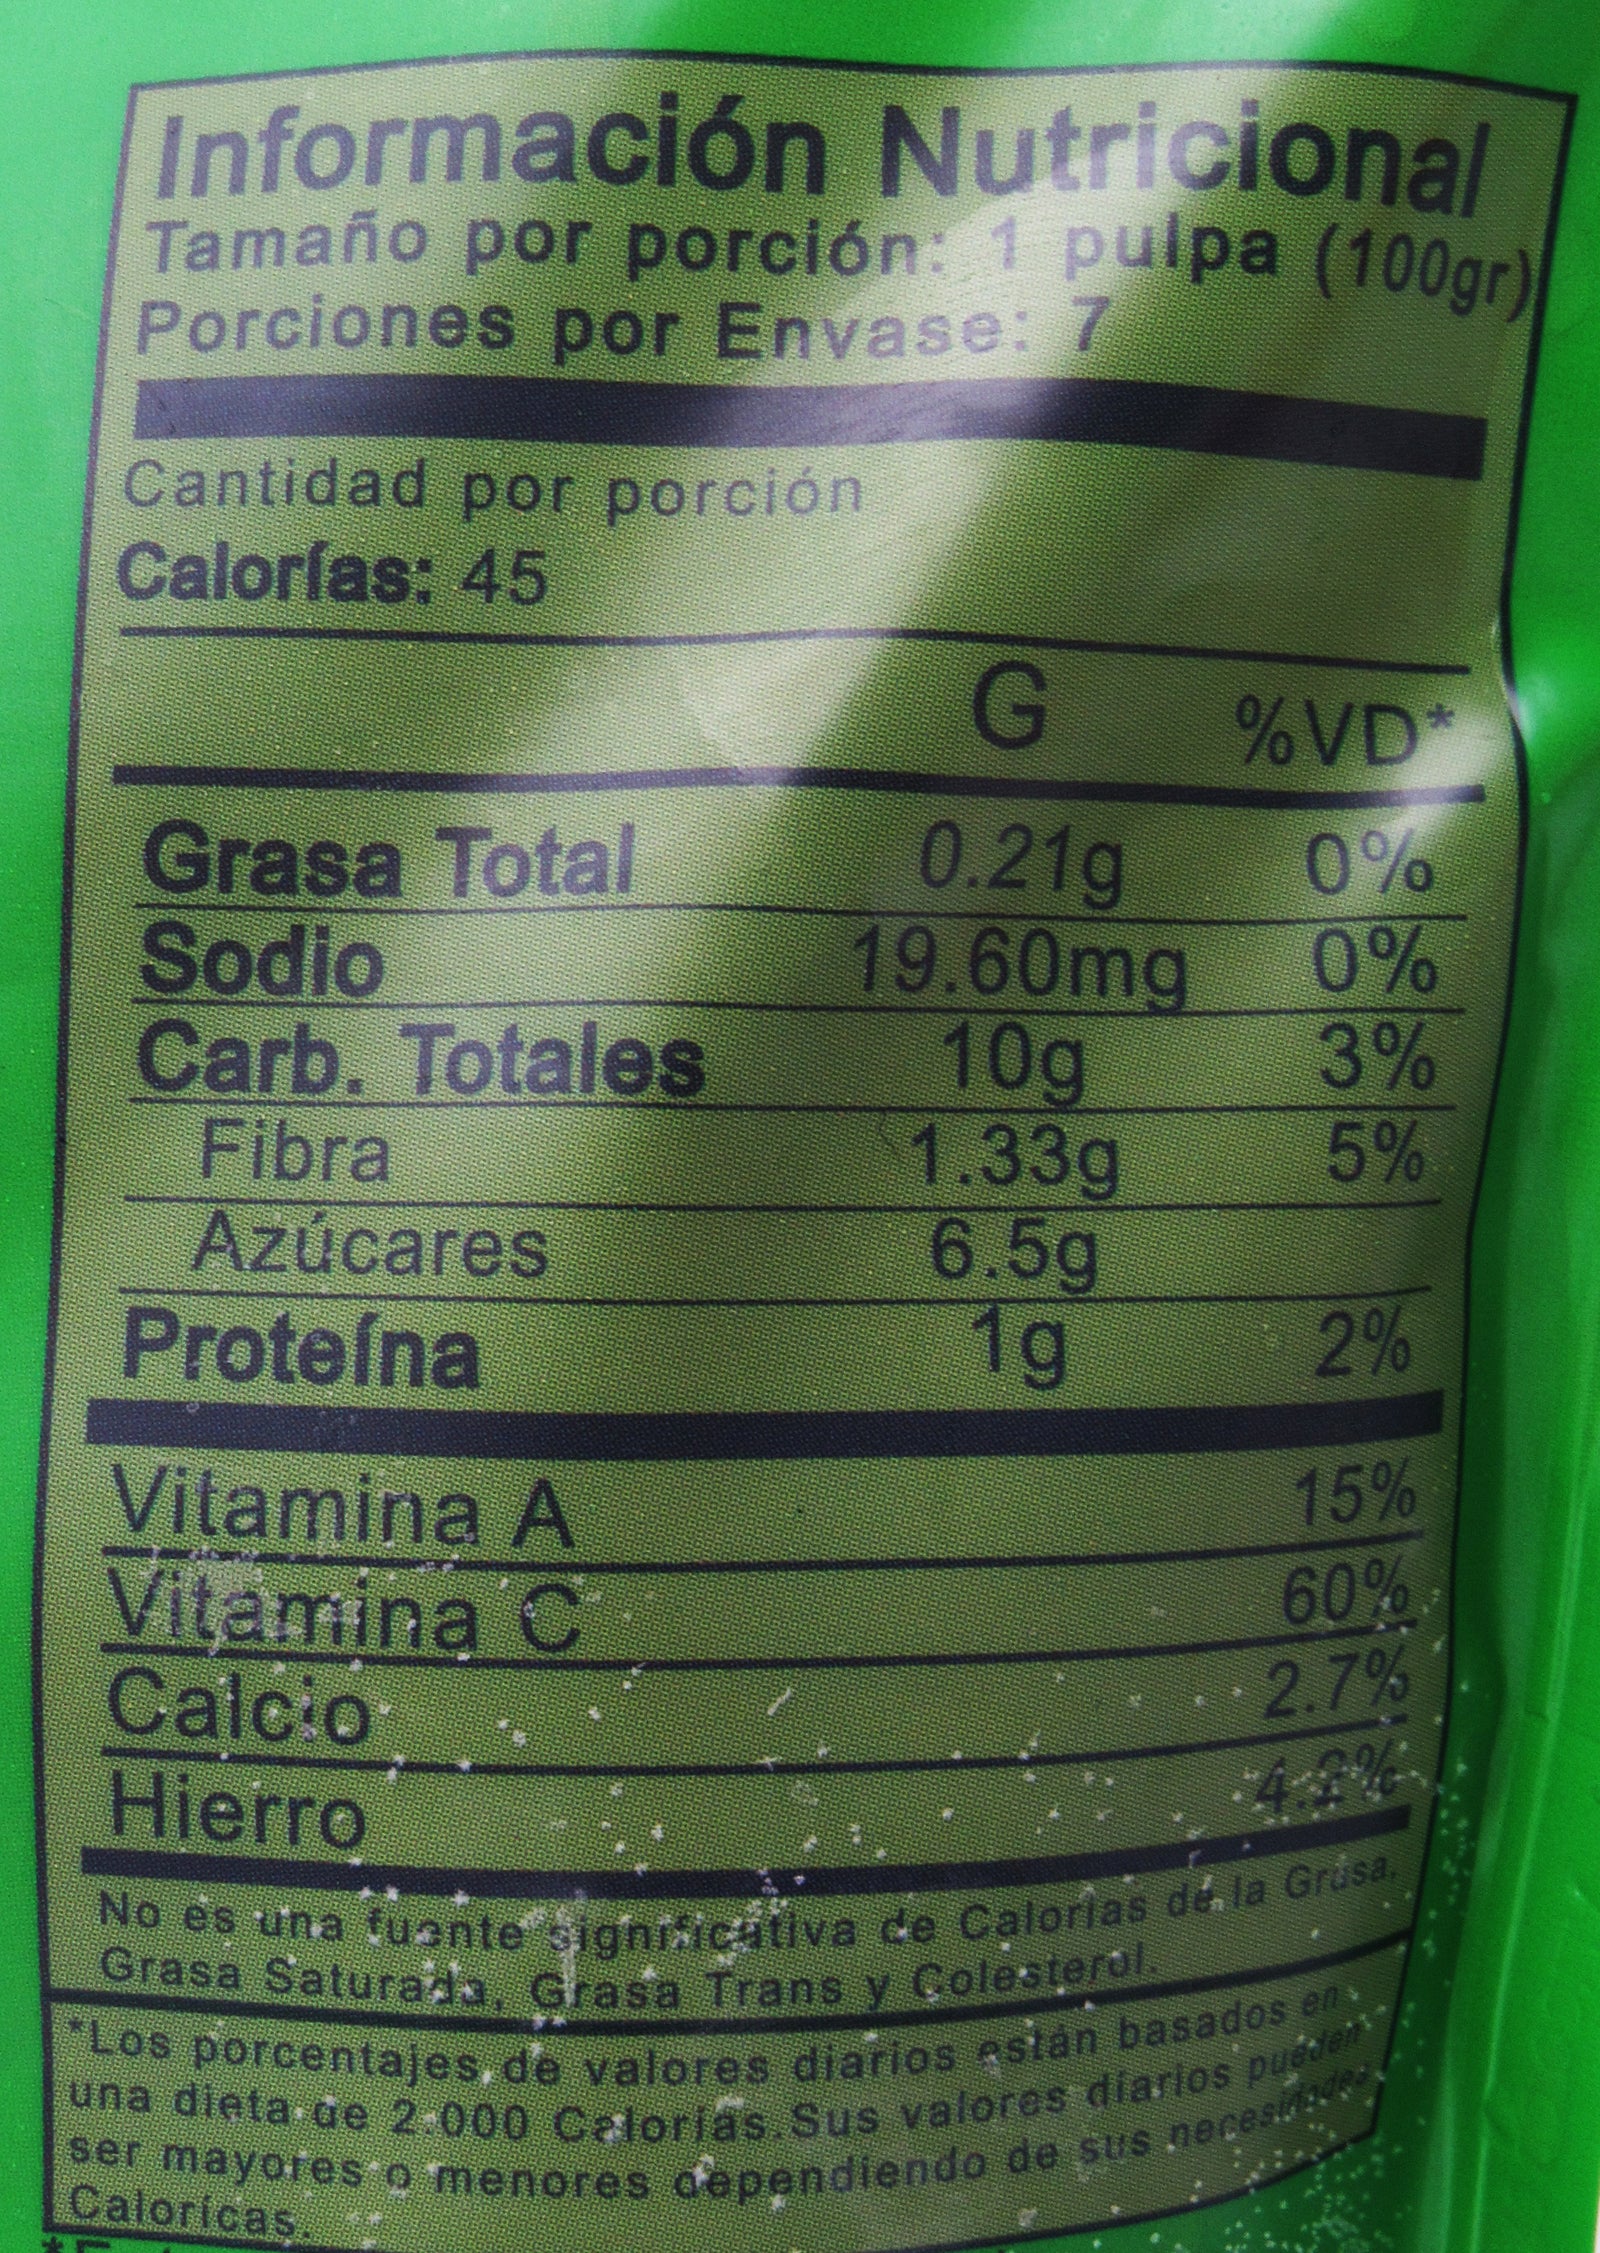 Información Nutricional
Tamaño por porción: 1 pulpa (100gr)
Porciones por Envase: 7
Cantidad por porción
Calorías: 45
G %VD*
Grasa Total 0.21g 0%
Sodio 19.60mg 0%
Carb. Totales 10g 3%
Fibra 1.33g 5%
Azúcares 6.5g
Proteína 1g 2%
Vitamina A 15%
Vitamina C 60%
Calcio 2.7%
Hierro 4.2%
No es una fuente significativa de Calorías de la Grasa,
Grasa Saturada, Grasa Trans y Colesterol.
*Los porcentajes de valores diarios están basados en
una dieta de 2.000 Calorías. Sus valores diarios pueden
ser mayores o menores dependiendo de sus necesidades
Caloricas.